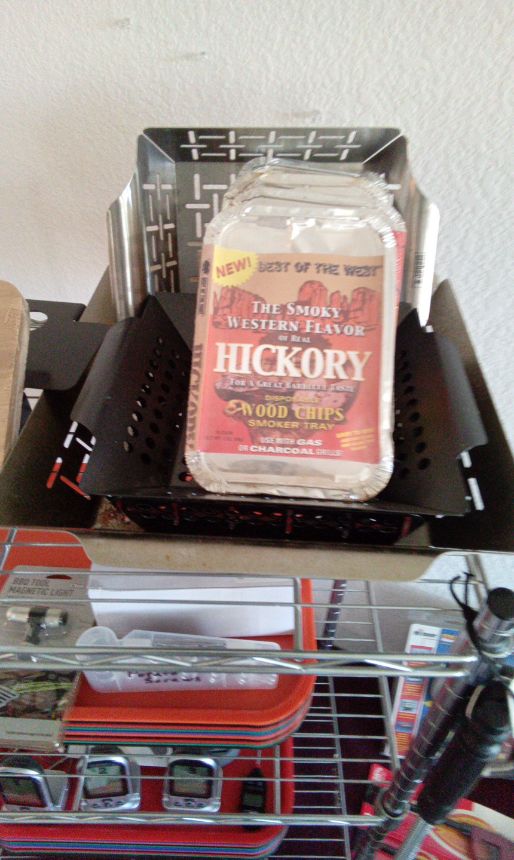 NEW!
BEST OF THE WEST
THE SMOKY
WESTERN FLAVOR
OF REAL
HICKORY
FOR A GREAT BARBECUE TASTE
DISPOSABLE
WOOD CHIPS
SMOKER TRAY
USE WITH GAS
OR CHARCOAL GRILLS!
HICKORY
BBQ TOOL
MAGNETIC LIGHT